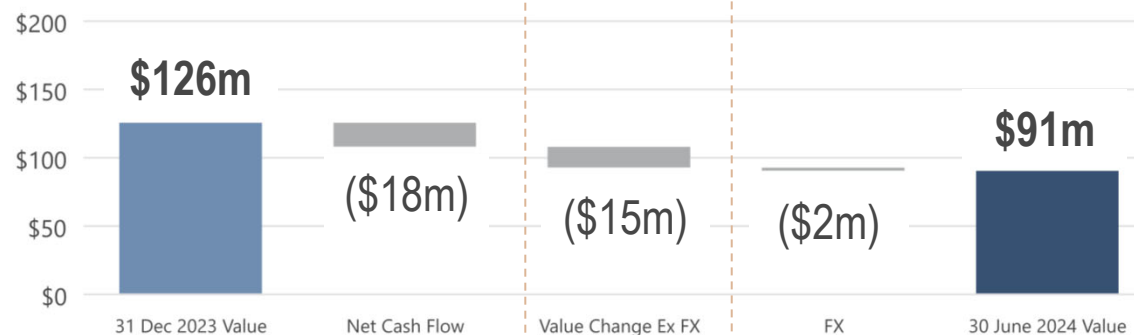 $200
$150
$100
$50
$0
$126m
($18m)
($15m)
($2m)
$91m
31 Dec 2023 Value
Net Cash Flow
Value Change Ex FX
FX
30 June 2024 Value